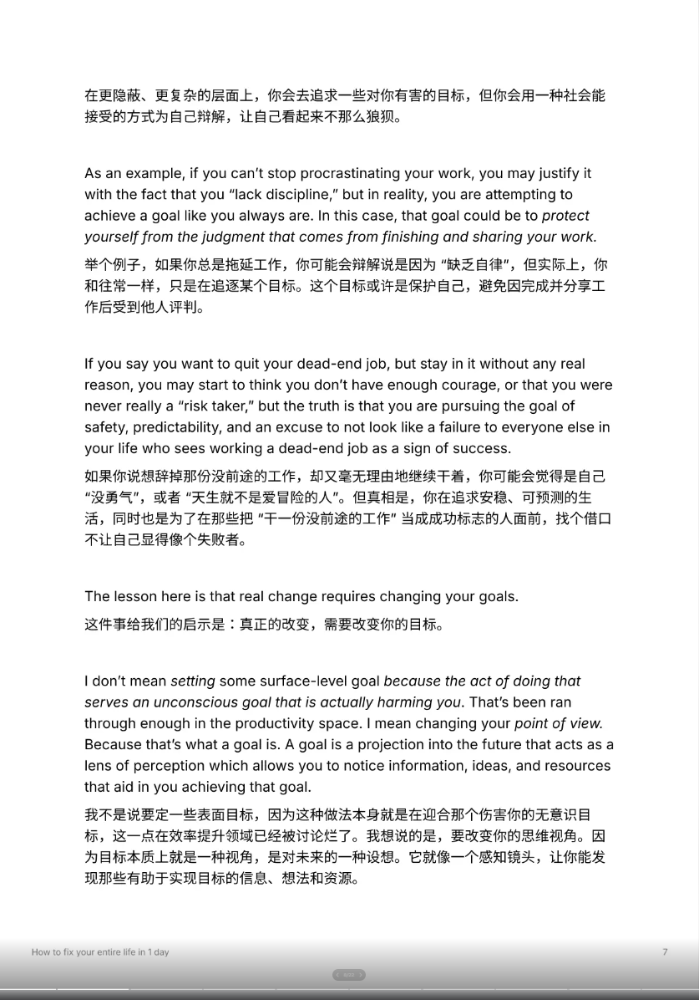 在更隐蔽、更复杂的层面上，你会去追求一些对你有害的目标，但你会用一种社会能
接受的方式为自己辩解，让自己看起来不那么狼狈。
As an example, if you can’t stop procrastinating your work, you may justify it
with the fact that you “lack discipline,” but in reality, you are attempting to
achieve a goal like you always are. In this case, that goal could be to protect
yourself from the judgment that comes from finishing and sharing your work.
举个例子，如果你总是拖延工作，你可能会辩解说是因为 “缺乏自律”，但实际上，你
和往常一样，只是在追逐某个目标。这个目标或许是保护自己，避免因完成并分享工
作后受到他人评判。
If you say you want to quit your dead-end job, but stay in it without any real
reason, you may start to think you don’t have enough courage, or that you were
never really a “risk taker,” but the truth is that you are pursuing the goal of
safety, predictability, and an excuse to not look like a failure to everyone else in
your life who sees working a dead-end job as a sign of success.
如果你说想辞掉那份没前途的工作，却又毫无理由地继续干着，你可能会觉得是自己
“没勇气”，或者 “天生就不是爱冒险的人”。但真相是，你在追求安稳、可预测的生
活，同时也是为了在那些把 “干一份没前途的工作” 当成成功标志的人面前，找个借口
不让自己显得像个失败者。
The lesson here is that real change requires changing your goals.
这件事给我们的启示是：真正的改变，需要改变你的目标。
I don’t mean setting some surface-level goal because the act of doing that
serves an unconscious goal that is actually harming you. That’s been ran
through enough in the productivity space. I mean changing your point of view.
Because that’s what a goal is. A goal is a projection into the future that acts as a
lens of perception which allows you to notice information, ideas, and resources
that aid in you achieving that goal.
我不是说要定一些表面目标，因为这种做法本身就是在迎合那个伤害你的无意识目
标，这一点在效率提升领域已经被讨论烂了。我想说的是，要改变你的思维视角。因
为目标本质上就是一种视角，是对未来的一种设想。它就像一个感知镜头，让你能发
现那些有助于实现目标的信息、想法和资源。
How to fix your entire life in 1 day
7